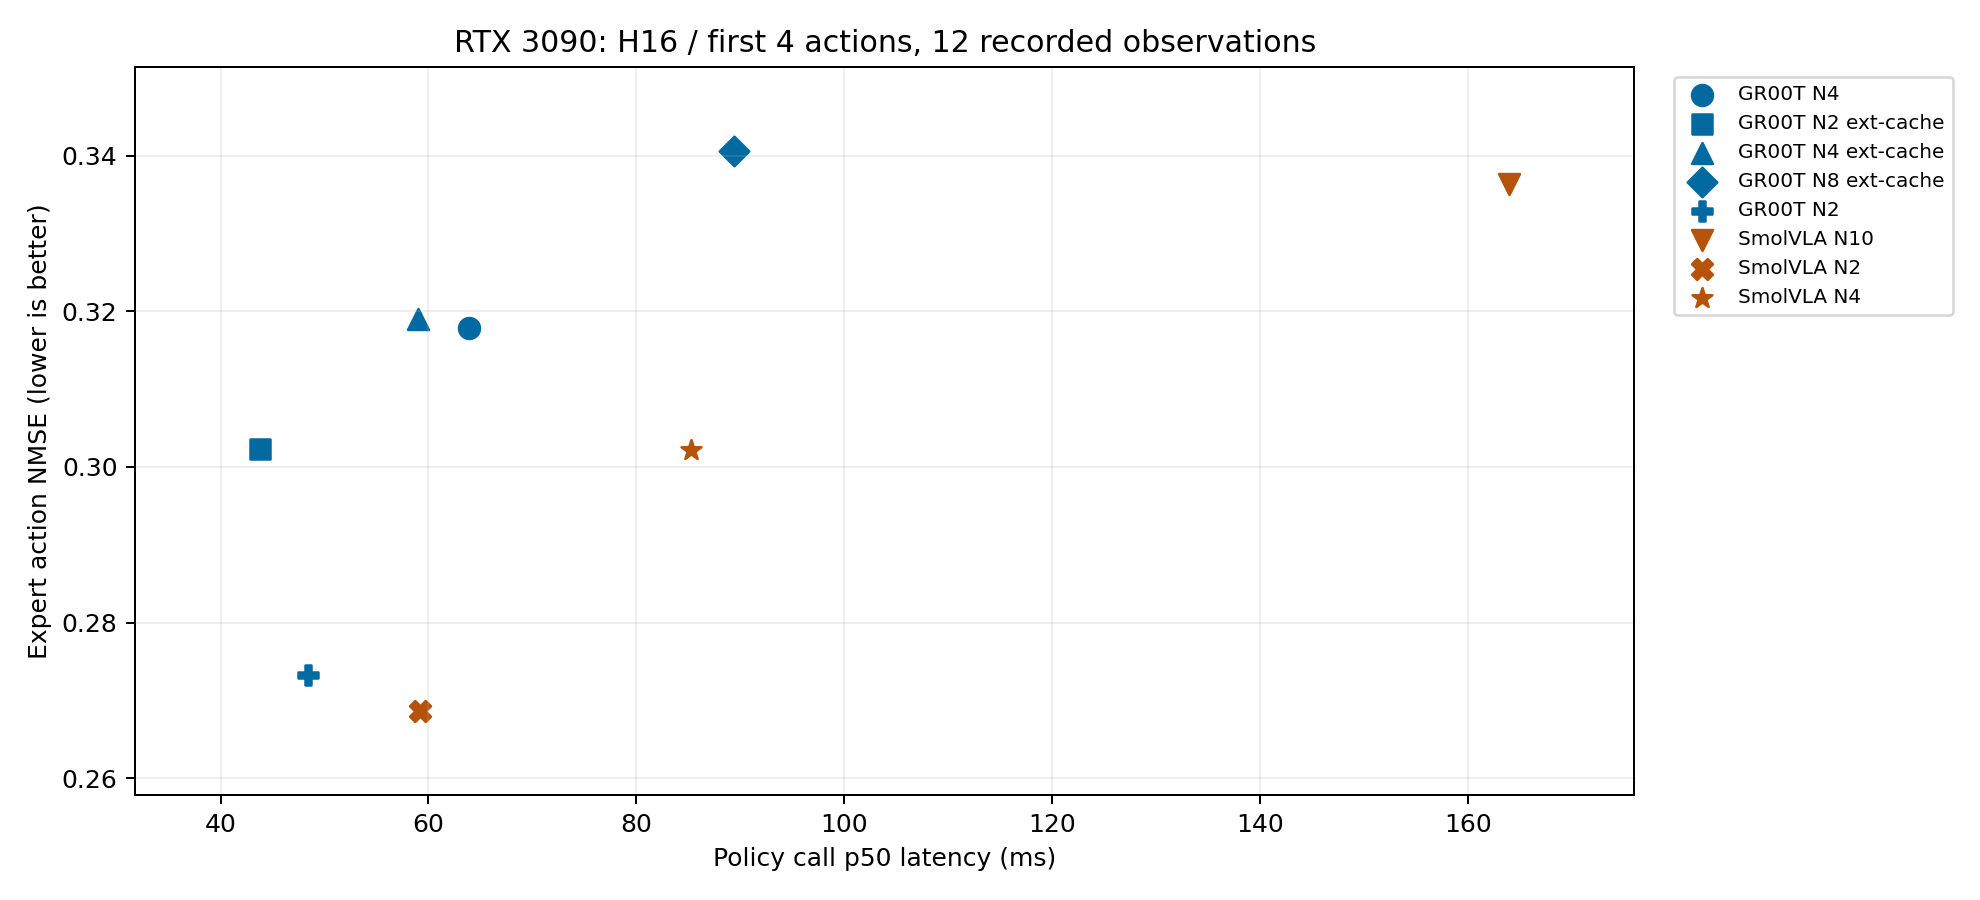 RTX 3090: H16 / first 4 actions, 12 recorded observations
Expert action NMSE (lower is better)
0.34
0.32
0.30
0.28
0.26
40 60 80 100 120 140 160
Policy call p50 latency (ms)
GR00T N4
GR00T N2 ext-cache
GR00T N4 ext-cache
GR00T N8 ext-cache
GR00T N2
SmolVLA N10
SmolVLA N2
SmolVLA N4